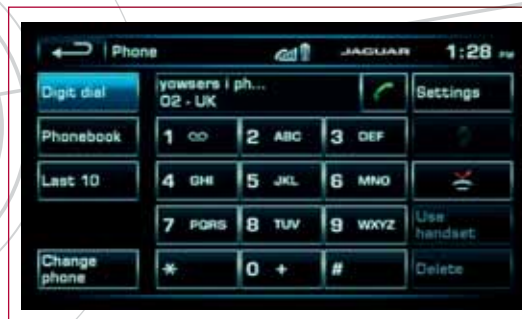 Phone JAGUAR 1:28 PM
Digit dial
yowsers i ph...
02 - UK
Settings
Phonebook
1 2 ABC 3 DEF
Last 10
4 GHI 5 JKL 6 MNO
7 PQRS 8 TUV 9 WXYZ
Use
handset
Change
phone
* 0 + #
Delete